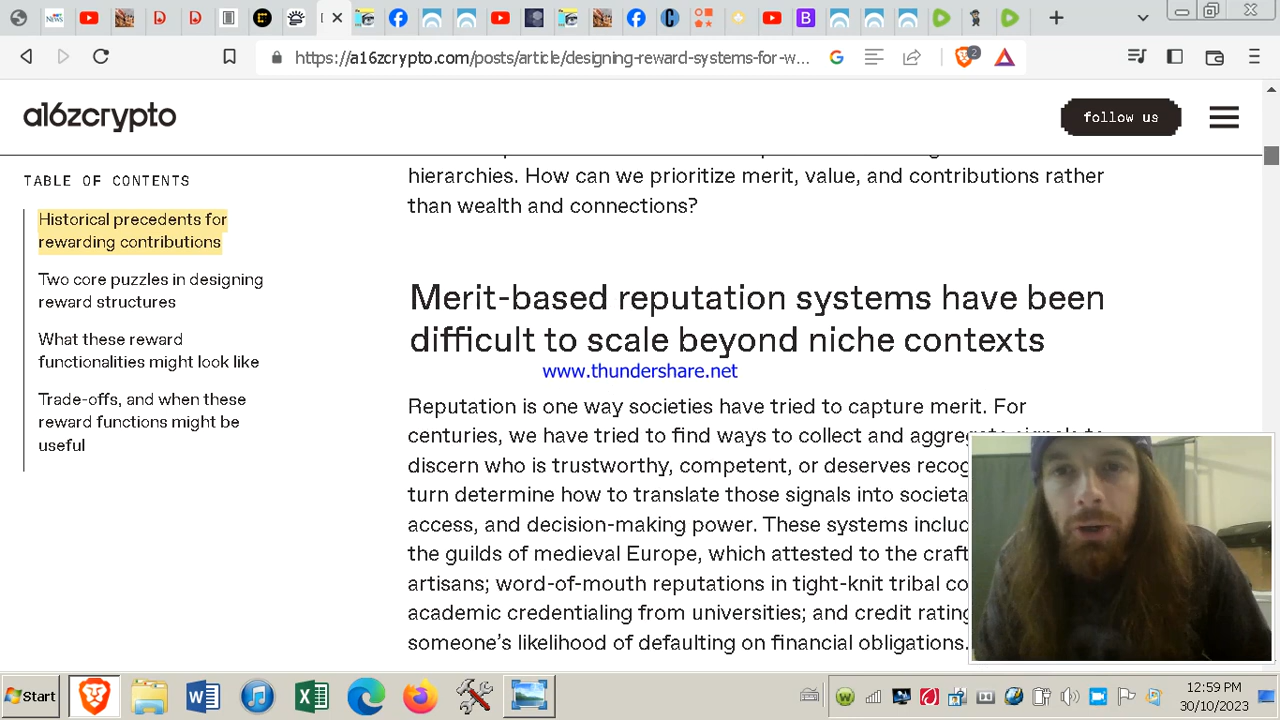 https://a16zcrypto.com/posts/article/designing-reward-systems-for-w...
2
a16zcrypto
follow us
TABLE OF CONTENTS
Historical precedents for
rewarding contributions
Two core puzzles in designing
reward structures
What these reward
functionalities might look like
Trade-offs, and when these
reward functions might be
useful
hierarchies. How can we prioritize merit, value, and contributions rather
than wealth and connections?
Merit-based reputation systems have been
difficult to scale beyond niche contexts
www.thundershare.net
Reputation is one way societies have tried to capture merit. For
centuries, we have tried to find ways to collect and
discern who is trustworthy, competent, or deserves
turn determine how to translate those signals into
access, and decision-making power. These systems
the guilds of medieval Europe, which attested to the
artisans; word-of-mouth reputations in tight-knit tribal
academic credentialing from universities; and credit
someone's likelihood of defaulting on financial obligations.
Start
12:59 PM
30/10/2023